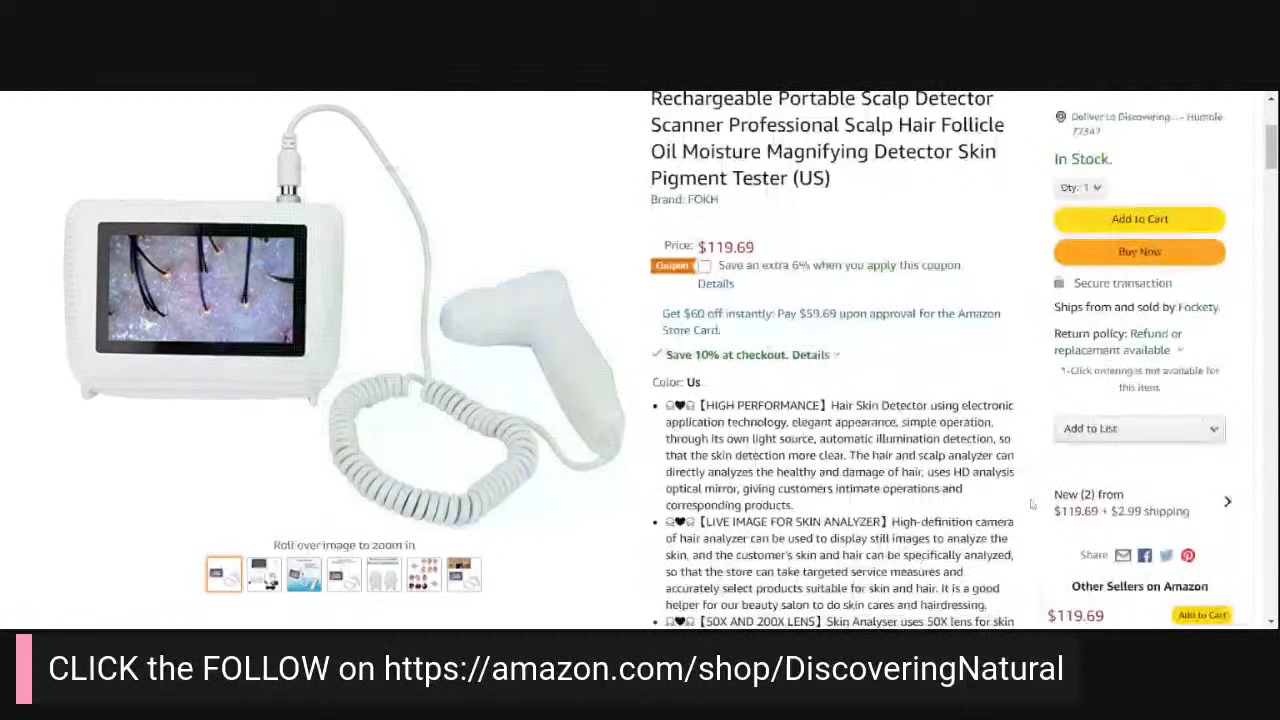 Rechargeable Portable Scalp Detector
Scanner Professional Scalp Hair Follicle
Oil Moisture Magnifying Detector Skin
Pigment Tester (US)
Brand: FOKH
Price: $119.69
Coupon Save an extra 6% when you apply this coupon.
Details
Get $60 off instantly: Pay $59.69 upon approval for the Amazon
Store Card.
Save 10% at checkout. Details
Color: Us
• 【HIGH PERFORMANCE】Hair Skin Detector using electronic
application technology, elegant appearance, simple operation,
through its own light source, automatic illumination detection, so
that the skin detection more clear. The hair and scalp analyzer can
directly analyzes the healthy and damage of hair, uses HD analysis
optical mirror, giving customers intimate operations and
corresponding products.
• 【LIVE IMAGE FOR SKIN ANALYZER】High-definition camera
of hair analyzer can be used to display still images to analyze the
skin, and the customer's skin and hair can be specifically analyzed,
so that the store can take targeted service measures and
accurately select products suitable for skin and hair. It is a good
helper for our beauty salon to do skin cares and hairdressing.
• 【50X AND 200X LENS】Skin Analyser uses 50X lens for skin
Roll over image to zoom in
Deliver to Discovering... - Humble
77347
In Stock.
Qty: 1
Add to Cart
Buy Now
Secure transaction
Ships from and sold by Fockety.
Return policy: Refund or
replacement available
1-Click ordering is not available for
this item.
Add to List
New (2) from
$119.69 + $2.99 shipping
Share
Other Sellers on Amazon
$119.69
Add to Cart
CLICK the FOLLOW on https://amazon.com/shop/DiscoveringNatural